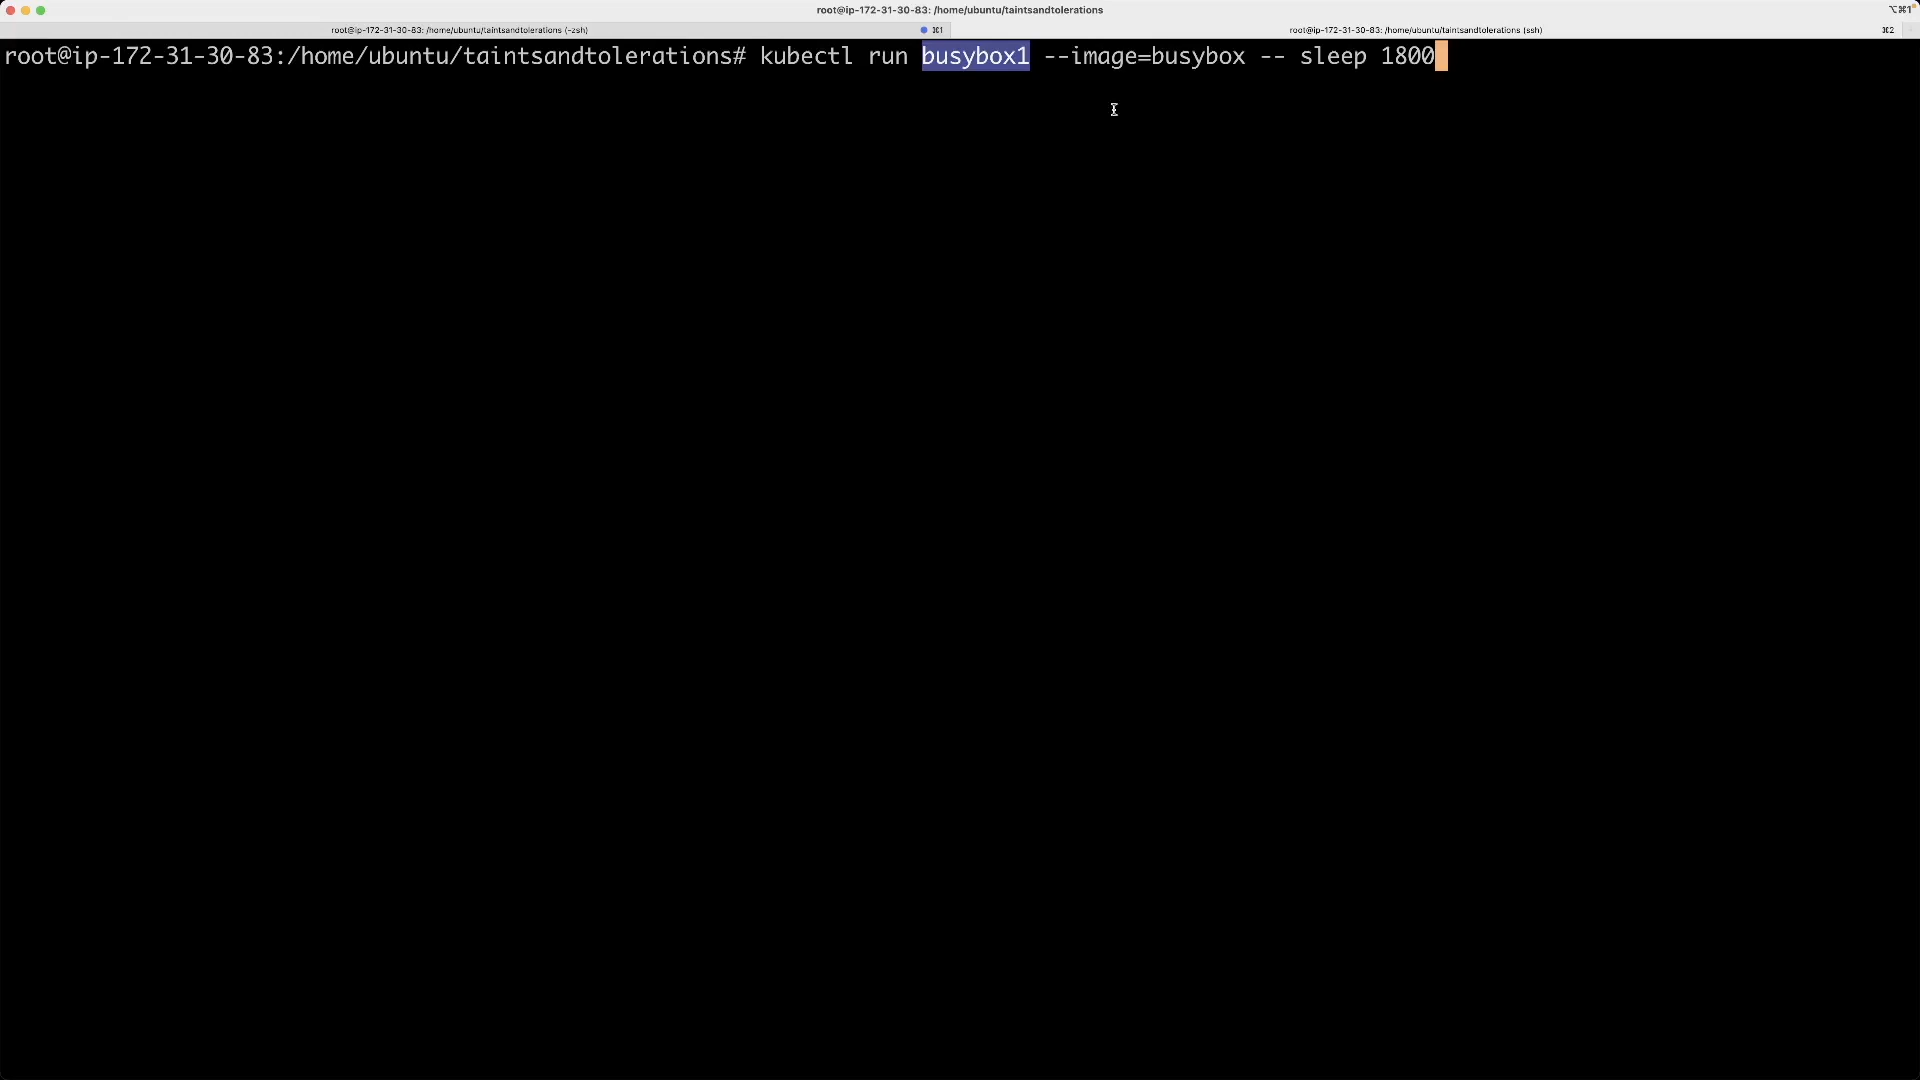 root@ip-172-31-30-83: /home/ubuntu/taintsandtolerations
⌥⌘1
root@ip-172-31-30-83: /home/ubuntu/taintsandtolerations (-zsh)
⌘1
root@ip-172-31-30-83: /home/ubuntu/taintsandtolerations (ssh)
⌘2
root@ip-172-31-30-83:/home/ubuntu/taintsandtolerations# kubectl run busybox1 --image=busybox -- sleep 1800